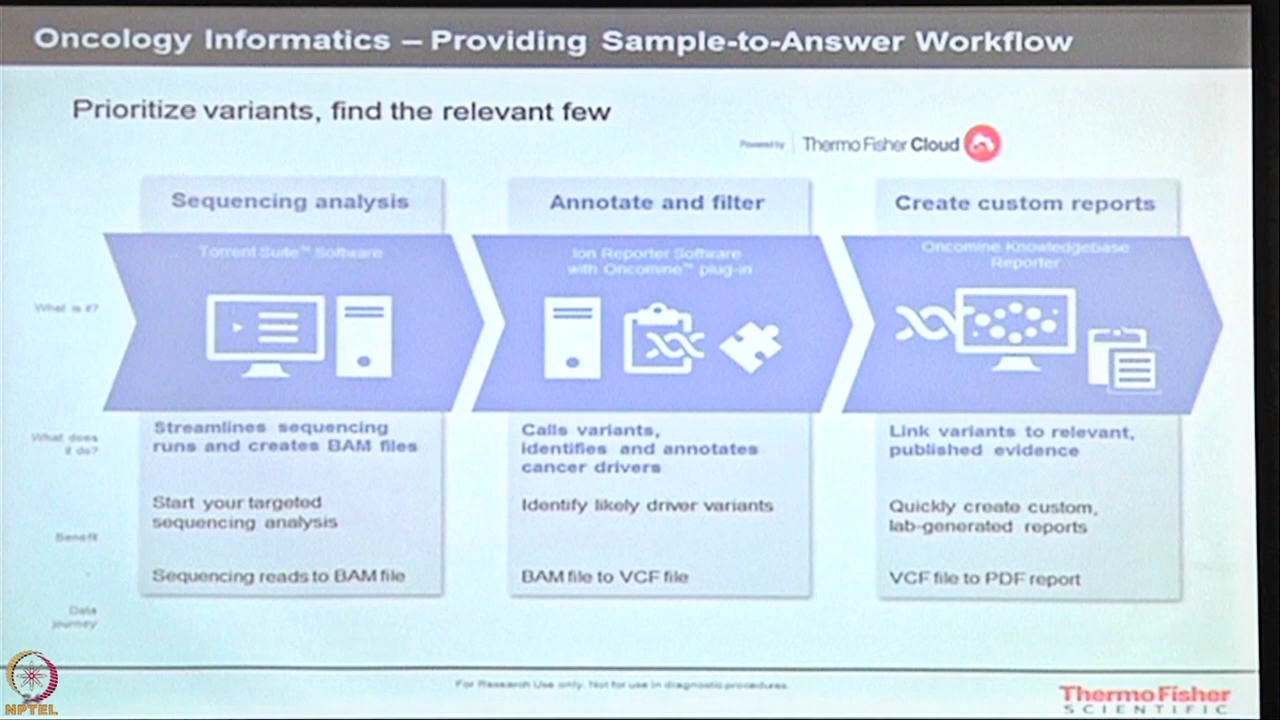 Oncology Informatics – Providing Sample-to-Answer Workflow
Prioritize variants, find the relevant few
Powered by
Thermo Fisher Cloud
Sequencing analysis
Annotate and filter
Create custom reports
Torrent Suite™ Software
Ion Reporter Software
with Oncomine™ plug-in
Oncomine Knowledgebase
Reporter
What is it?
What does
it do?
Streamlines sequencing
runs and creates BAM files
Calls variants,
identifies and annotates
cancer drivers
Link variants to relevant,
published evidence
Benefit
Start your targeted
sequencing analysis
Identify likely driver variants
Quickly create custom,
lab-generated reports
Data
journey
Sequencing reads to BAM file
BAM file to VCF file
VCF file to PDF report
For Research Use only. Not for use in diagnostic procedures.
ThermoFisher
SCIENTIFIC
NPTEL